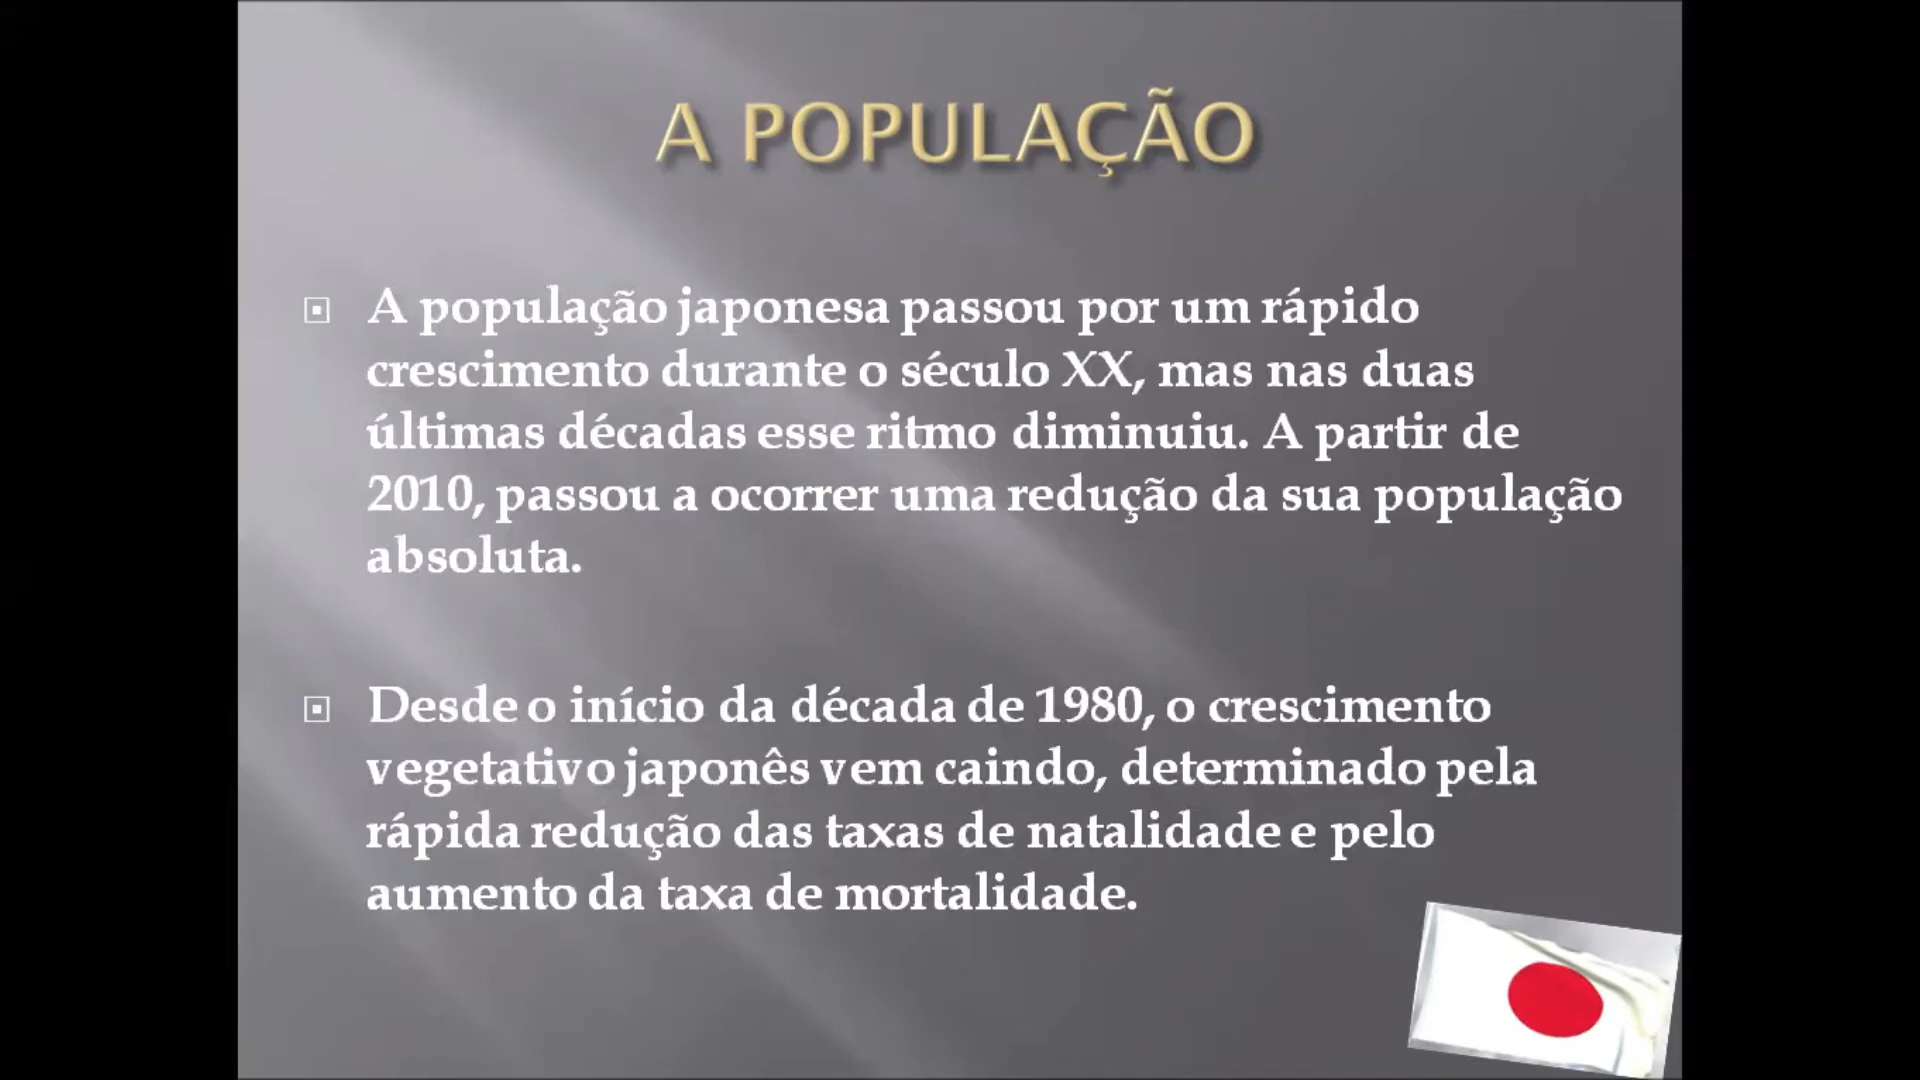 A POPULAÇÃO
A população japonesa passou por um rápido
crescimento durante o século XX, mas nas duas
últimas décadas esse ritmo diminuiu. A partir de
2010, passou a ocorrer uma redução da sua população
absoluta.
Desde o início da década de 1980, o crescimento
vegetativo japonês vem caindo, determinado pela
rápida redução das taxas de natalidade e pelo
aumento da taxa de mortalidade.